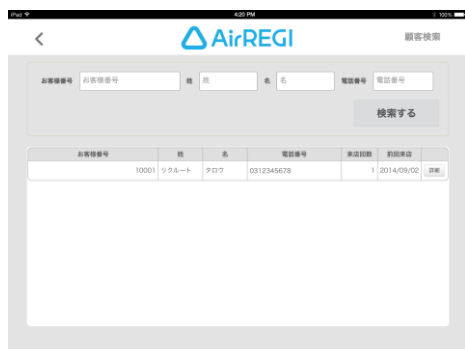 iPad 4:20 PM 100%
AirREGI 顧客検索
お客様番号 お客様番号 姓 姓 名 名 電話番号 電話番号
検索する
お客様番号 姓 名 電話番号 来店回数 前回来店
10001 リクルート タロウ 0312345678 1 2014/09/02 詳細